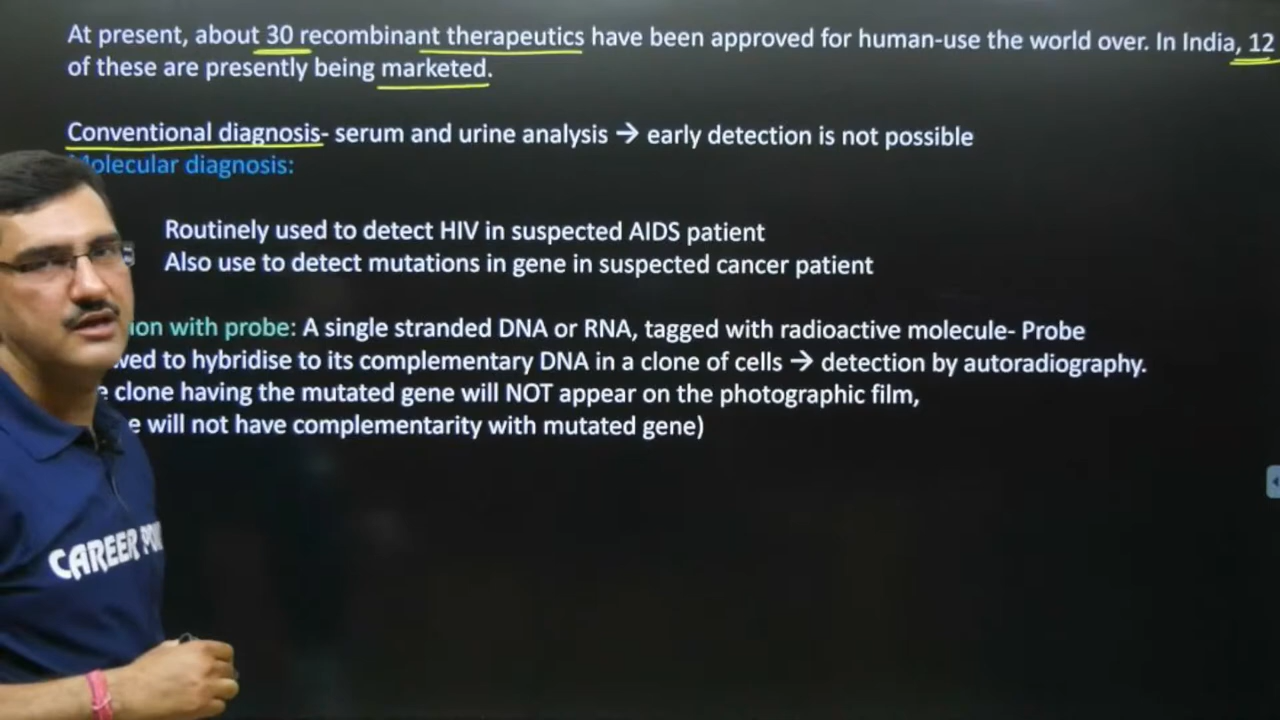 At present, about 30 recombinant therapeutics have been approved for human-use the world over. In India, 12
of these are presently being marketed.
Conventional diagnosis- serum and urine analysis → early detection is not possible
Molecular diagnosis:
Routinely used to detect HIV in suspected AIDS patient
Also use to detect mutations in gene in suspected cancer patient
ion with probe: A single stranded DNA or RNA, tagged with radioactive molecule- Probe
wed to hybridise to its complementary DNA in a clone of cells → detection by autoradiography.
e clone having the mutated gene will NOT appear on the photographic film,
e will not have complementarity with mutated gene)
CAREER